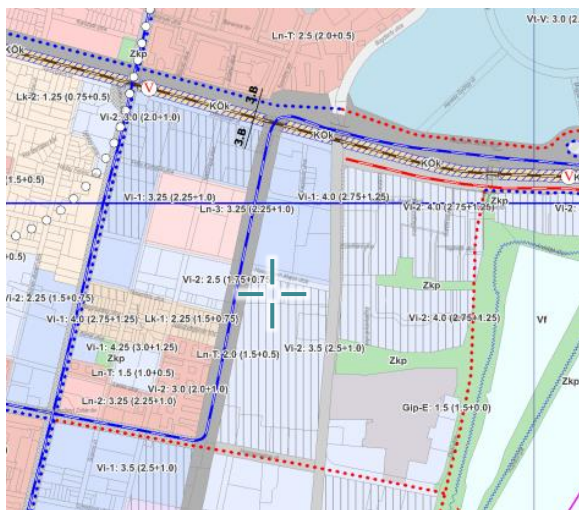 Vt-V: 3.0 (2
Ln-T: 2.5 (2.0+0.5)
Zkp
KÖk
V
3.B
Lk-2: 1.25 (0.75+0.5)
KÖk
Vi-2: 3.0 (2.0+1.0)
3.B
KÖk
KÖk
KÖk
V
1.5+0.5)
Vi-1: 3.25 (2.25+1.0)
Vi-1: 4.0 (2.75+1.25)
Zkp
Ln-3: 3.25 (2.25+1.0)
Vi-2: 4.0 (2.75+1.25)
Vi-2:
Vi-2: 2.5 (1.75+0.75)
Zkp
Vi-2: 2.25 (1.5+0.75)
Vi-1: 4.0 (2.75+1.25)
Lk-1: 2.25 (1.5+0.75)
Vi-2: 4.0 (2.75+1.25)
Vf
Vi-1: 4.25 (3.0+1.25)
Zkp
Ln-T: 2.0 (1.5+0.5)
Vi-2: 3.5 (2.5+1.0)
Zkp
Ln-T: 1.5 (1.0+0.5)
Zkp
Vi-2: 3.0 (2.0+1.0)
Ln-2: 3.25 (2.25+1.0)
Gip-E: 1.5 (1.5+0.0)
Vi-1: 3.5 (2.5+1.0)